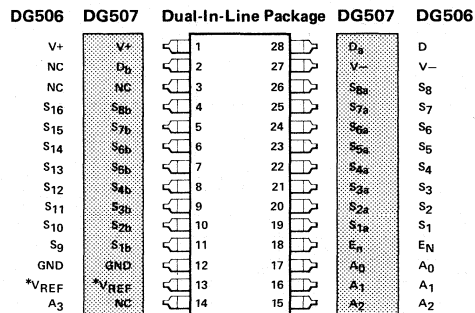 DG506 DG507 Dual-In-Line Package DG507 DG506
V+ V+ 1 28 Da D
NC Db 2 27 V− V−
NC NC 3 26 S8a S8
S16 S8b 4 25 S7a S7
S15 S7b 5 24 S6a S6
S14 S6b 6 23 S5a S5
S13 S5b 7 22 S4a S4
S12 S4b 8 21 S3a S3
S11 S3b 9 20 S2a S2
S10 S2b 10 19 S1a S1
S9 S1b 11 18 En EN
GND GND 12 17 A0 A0
*VREF *VREF 13 16 A1 A1
A3 NC 14 15 A2 A2